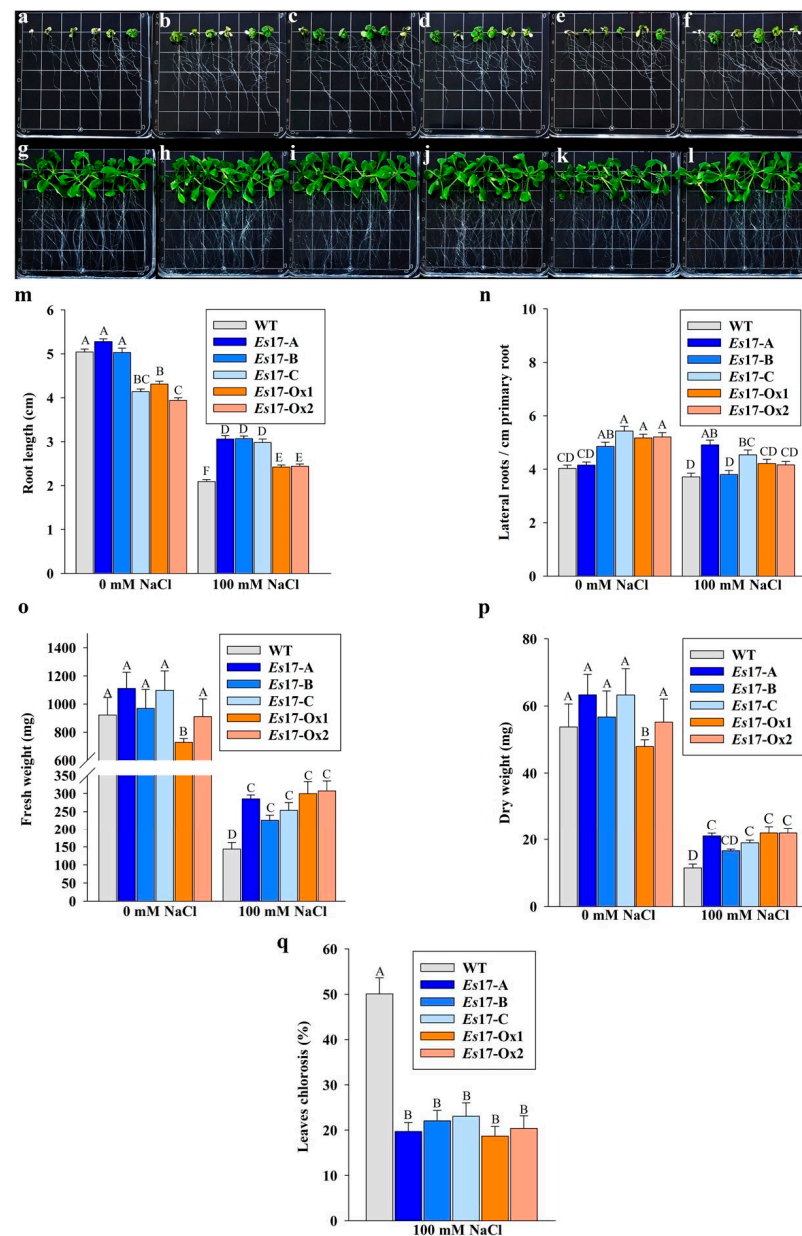 a b c d e f
g h i j k l
m
Root length (cm)
6
5
4
3
2
1
0
A A A BC B C
F D D D E E
0 mM NaCl 100 mM NaCl
WT
Es17-A
Es17-B
Es17-C
Es17-Ox1
Es17-Ox2
n
Lateral roots / cm primary root
10
8
6
4
2
0
CD CD AB A A A
D AB D BC CD CD
0 mM NaCl 100 mM NaCl
WT
Es17-A
Es17-B
Es17-C
Es17-Ox1
Es17-Ox2
o
Fresh weight (mg)
1400
1200
1000
800
600
350
300
250
200
150
100
50
0
A A A A B A
D C C C C C
0 mM NaCl 100 mM NaCl
WT
Es17-A
Es17-B
Es17-C
Es17-Ox1
Es17-Ox2
p
Dry weight (mg)
80
60
40
20
0
A A A A B A
D C CD C C C
0 mM NaCl 100 mM NaCl
WT
Es17-A
Es17-B
Es17-C
Es17-Ox1
Es17-Ox2
q
Leaves chlorosis (%)
60
50
40
30
20
10
0
A B B B B B
100 mM NaCl
WT
Es17-A
Es17-B
Es17-C
Es17-Ox1
Es17-Ox2